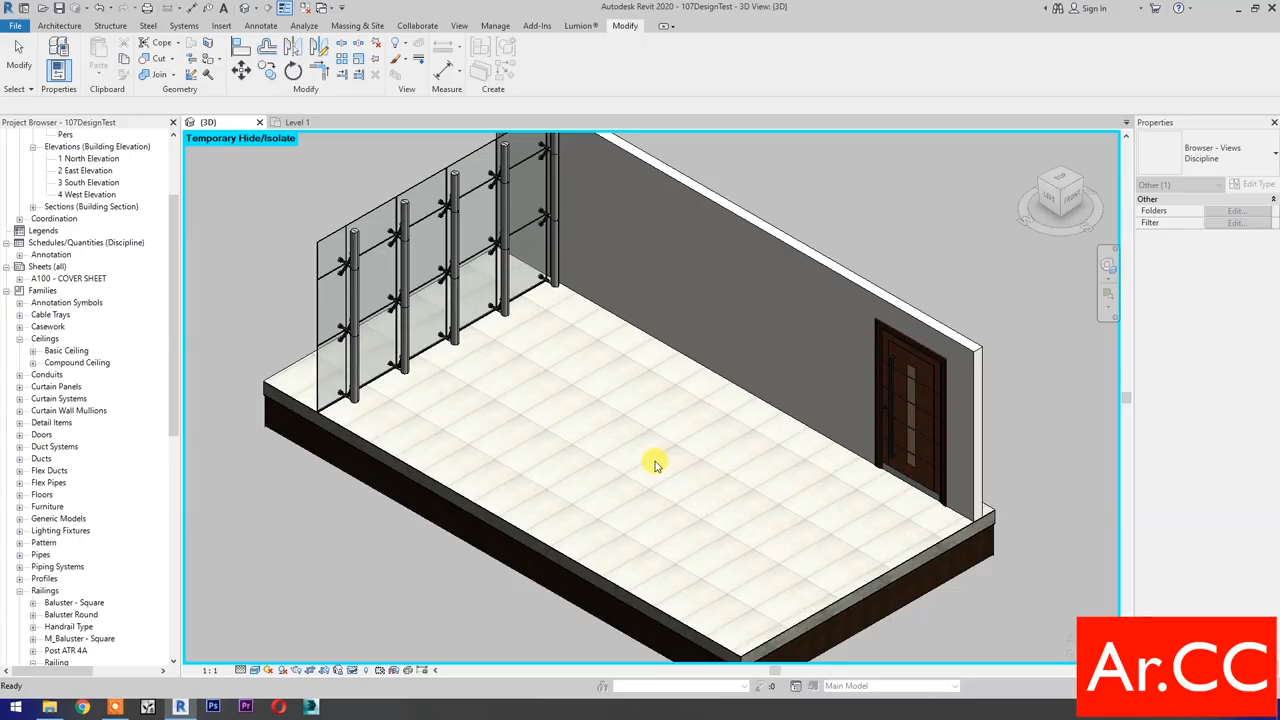 Autodesk Revit 2020 - 107DesignTest - 3D View: {3D}
Sign In
File
Architecture
Structure
Steel
Systems
Insert
Annotate
Analyze
Massing & Site
Collaborate
View
Manage
Add-Ins
Lumion®
Modify
Modify
Paste
Cope
Cut
Join
Select
Properties
Clipboard
Geometry
Modify
View
Measure
Create
Project Browser - 107DesignTest
(3D)
Level 1
Properties
Temporary Hide/Isolate
Pers
Elevations (Building Elevation)
1 North Elevation
2 East Elevation
3 South Elevation
4 West Elevation
Sections (Building Section)
Coordination
Legends
Schedules/Quantities (Discipline)
Annotation
Sheets (all)
A100 - COVER SHEET
Families
Annotation Symbols
Cable Trays
Casework
Ceilings
Basic Ceiling
Compound Ceiling
Conduits
Curtain Panels
Curtain Systems
Curtain Wall Mullions
Detail Items
Doors
Duct Systems
Ducts
Flex Ducts
Flex Pipes
Floors
Furniture
Generic Models
Lighting Fixtures
Pattern
Pipes
Piping Systems
Profiles
Railings
Baluster - Square
Baluster Round
Handrail Type
M_Baluster - Square
Post ATR 4A
Railing
TOP
LEFT
FRONT
W
S
Browser - Views
Discipline
Other (1)
Edit Type
Other
Folders
Edit...
Filter
Edit...
1 : 1
Ready
:0
Main Model
Ps
Pr
Ar.CC